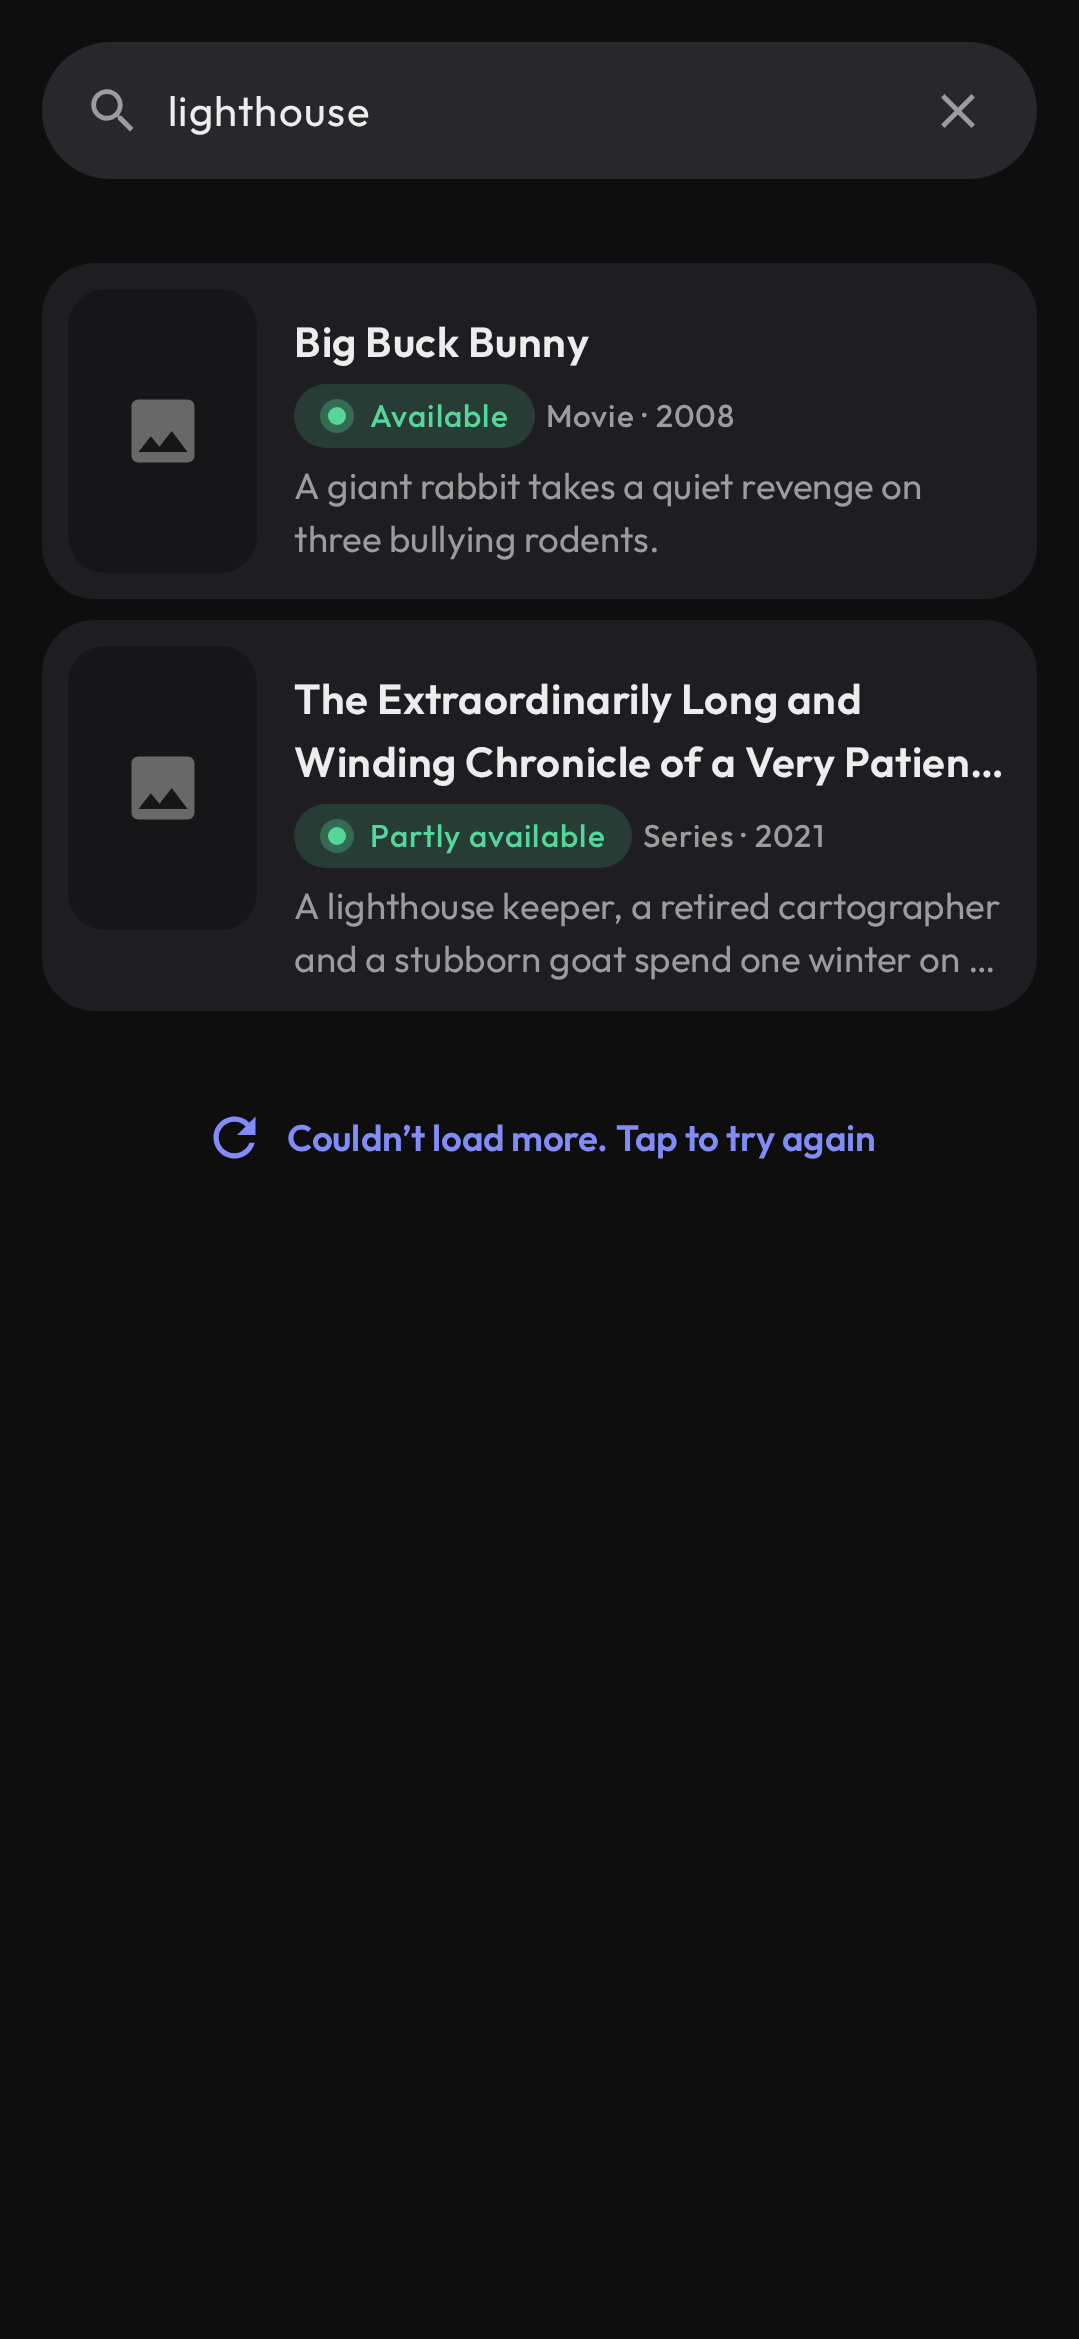 lighthouse
Big Buck Bunny
Available Movie · 2008
A giant rabbit takes a quiet revenge on
three bullying rodents.
The Extraordinarily Long and
Winding Chronicle of a Very Patien…
Partly available Series · 2021
A lighthouse keeper, a retired cartographer
and a stubborn goat spend one winter on …
Couldn’t load more. Tap to try again